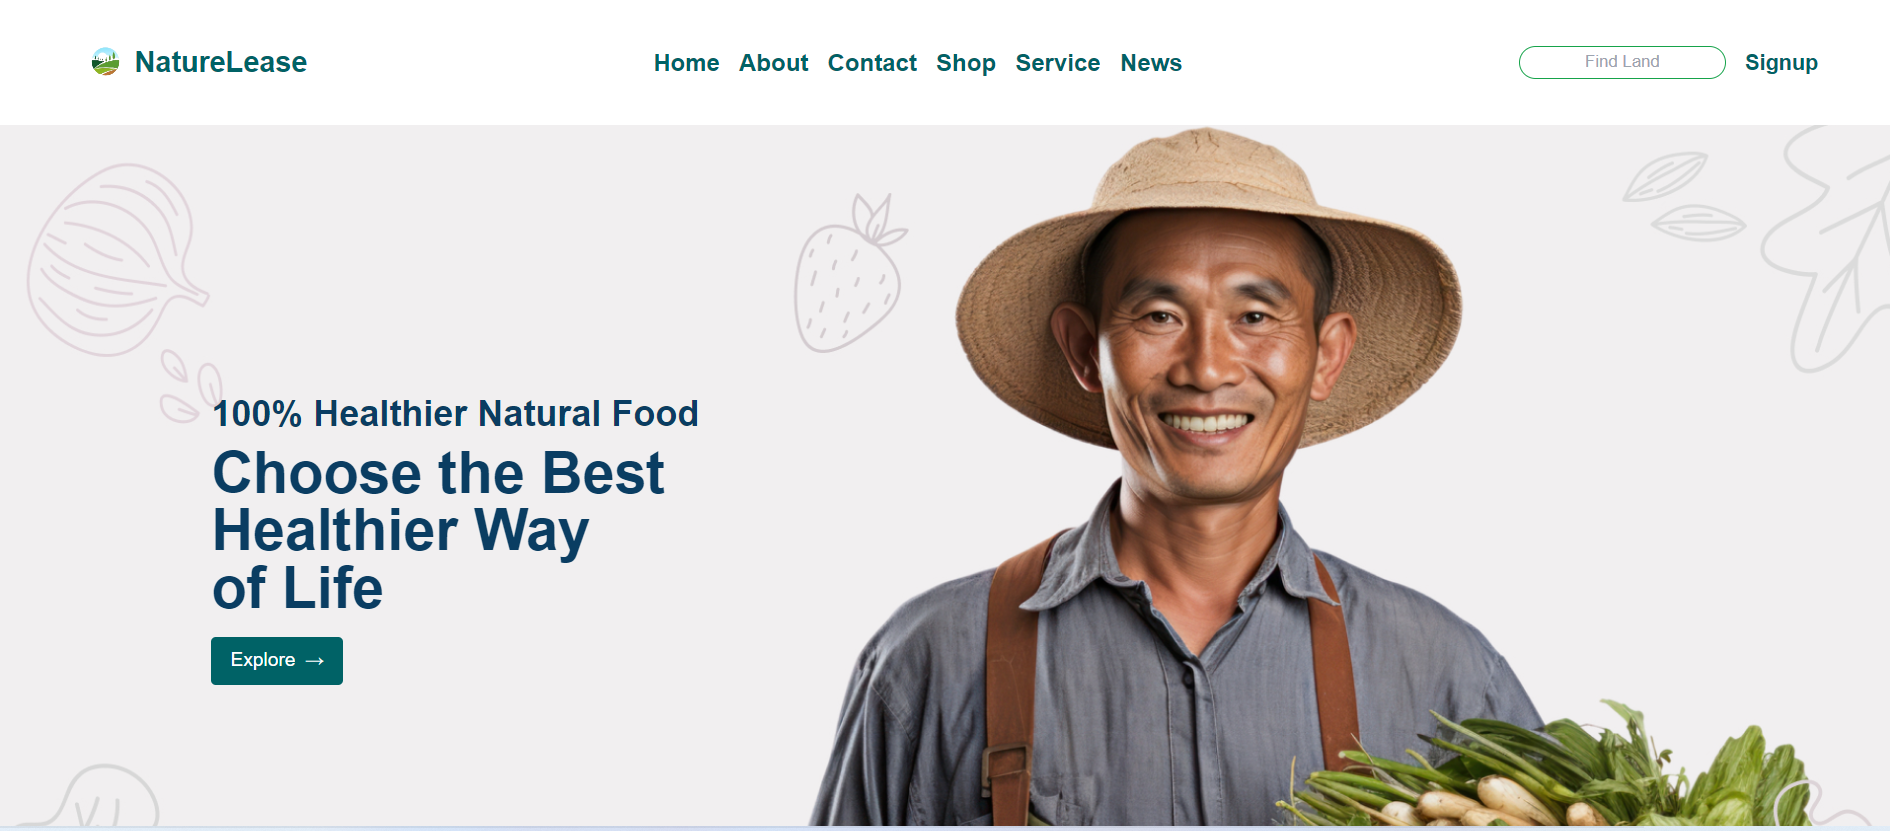 NatureLease
Home About Contact Shop Service News
Find Land
Signup
100% Healthier Natural Food
Choose the Best
Healthier Way
of Life
Explore →